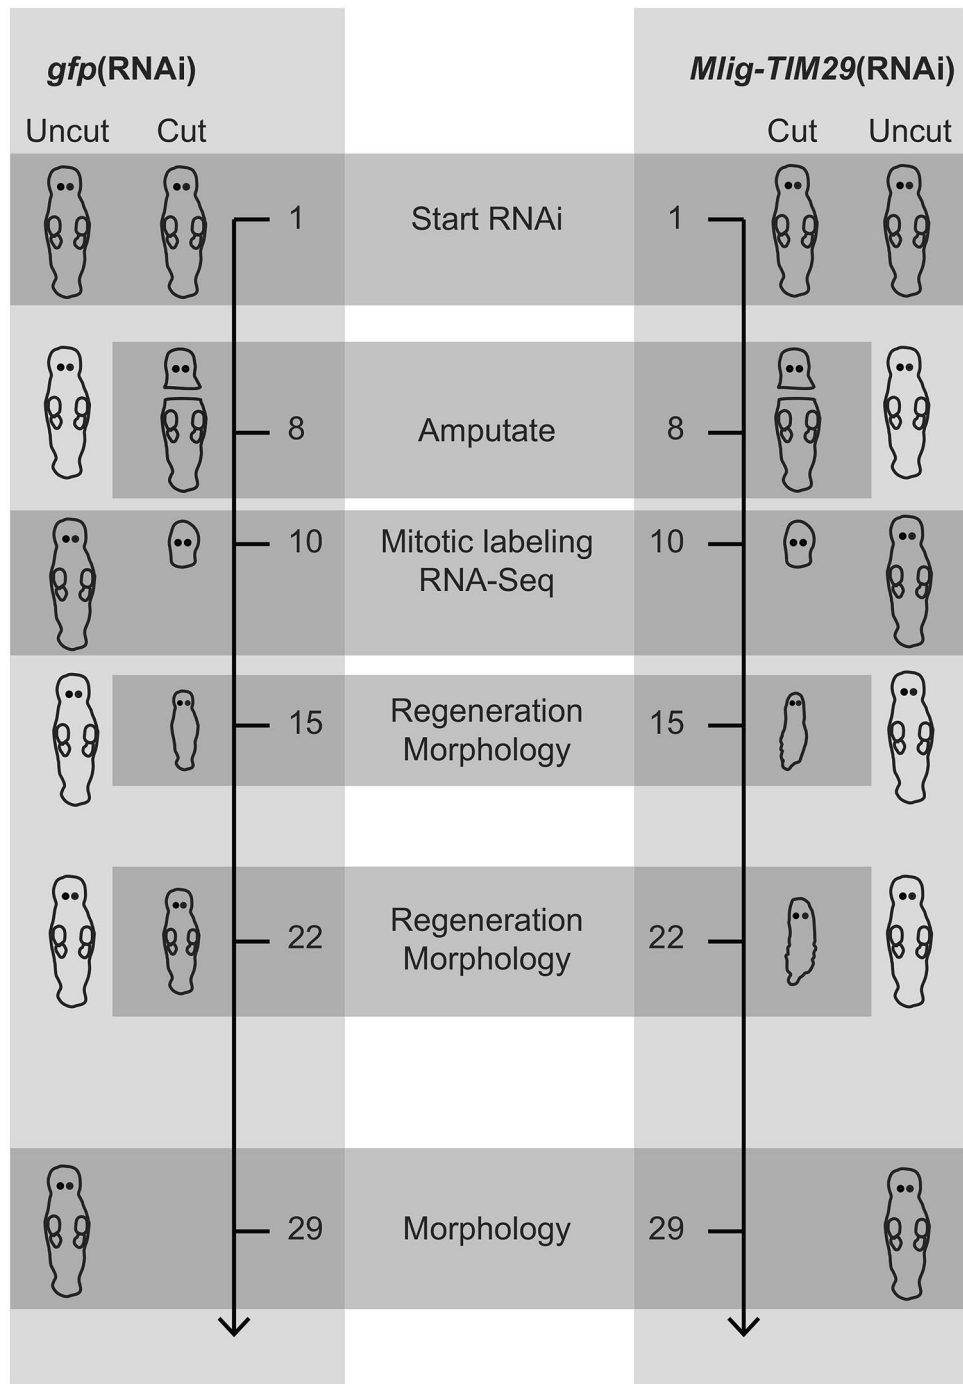 gfp(RNAi) Mlig-TIM29(RNAi)
Uncut Cut Cut Uncut
1 Start RNAi 1
8 Amputate 8
10 Mitotic labeling 10
RNA-Seq
15 Regeneration 15
Morphology
22 Regeneration 22
Morphology
29 Morphology 29